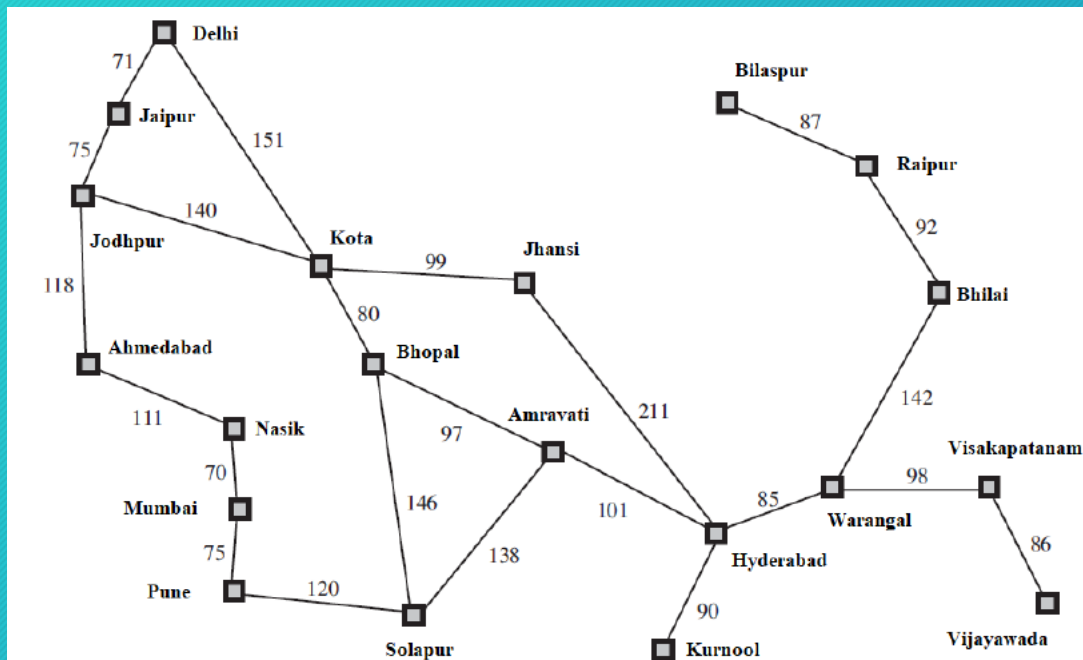 Delhi
71
Bilaspur
Jaipur
87
75
151
Raipur
140
92
Jodhpur
Kota
Jhansi
99
118
Bhilai
80
Ahmedabad
Bhopal
142
111
Amravati
211
Nasik
97
Visakapatanam
70
98
85
Mumbai
146
101
Warangal
75
138
86
Hyderabad
Pune
120
90
Solapur
Kurnool
Vijayawada